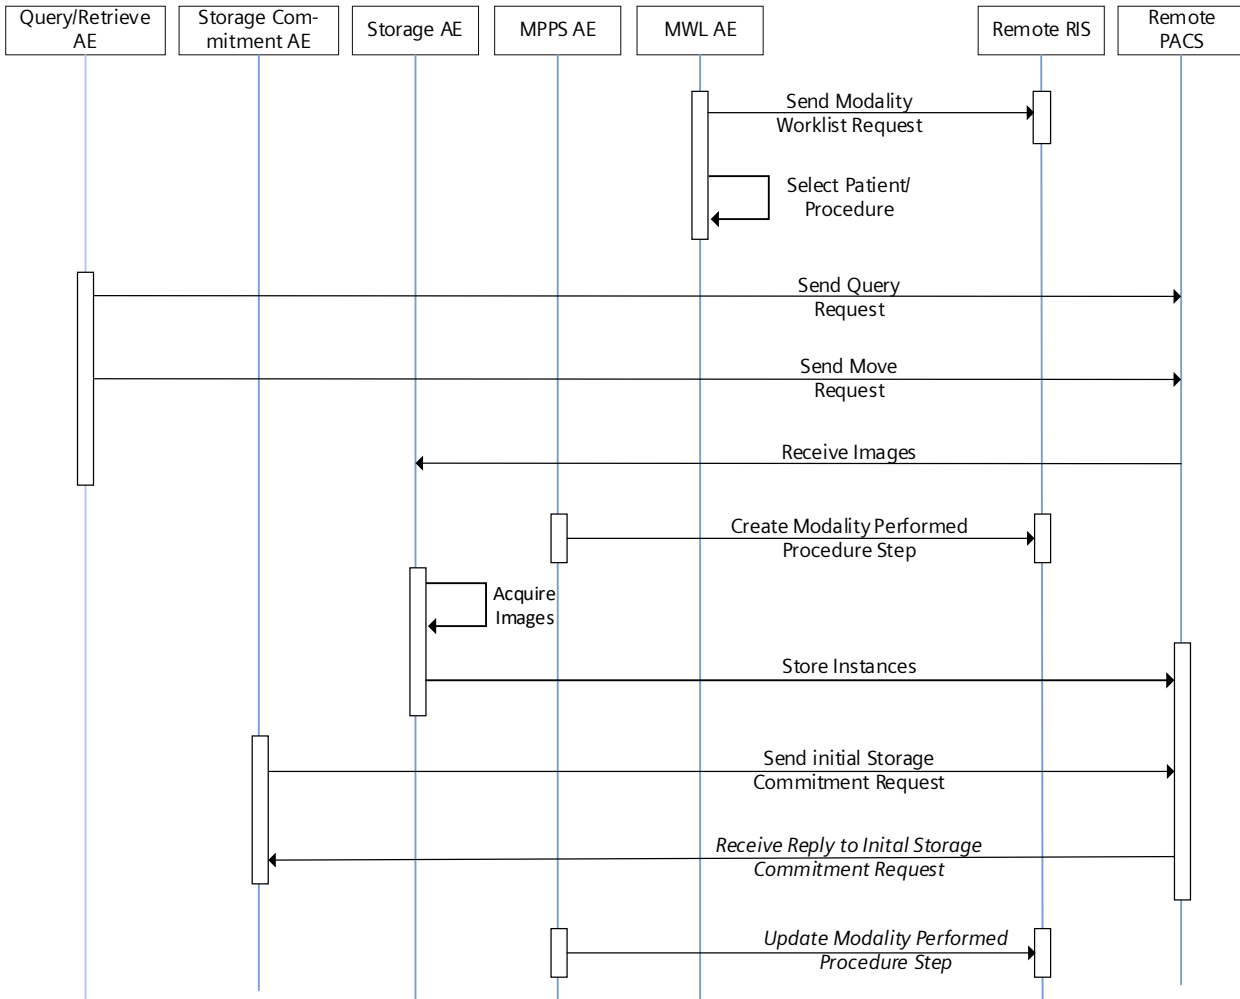 Query/Retrieve
AE
Storage Com-
mitment AE
Storage AE
MPPS AE
MWL AE
Remote RIS
Remote
PACS
Send Modality
Worklist Request
Select Patient/
Procedure
Send Query
Request
Send Move
Request
Receive Images
Create Modality Performed
Procedure Step
Acquire
Images
Store Instances
Send initial Storage
Commitment Request
Receive Reply to Inital Storage
Commitment Request
Update Modality Performed
Procedure Step